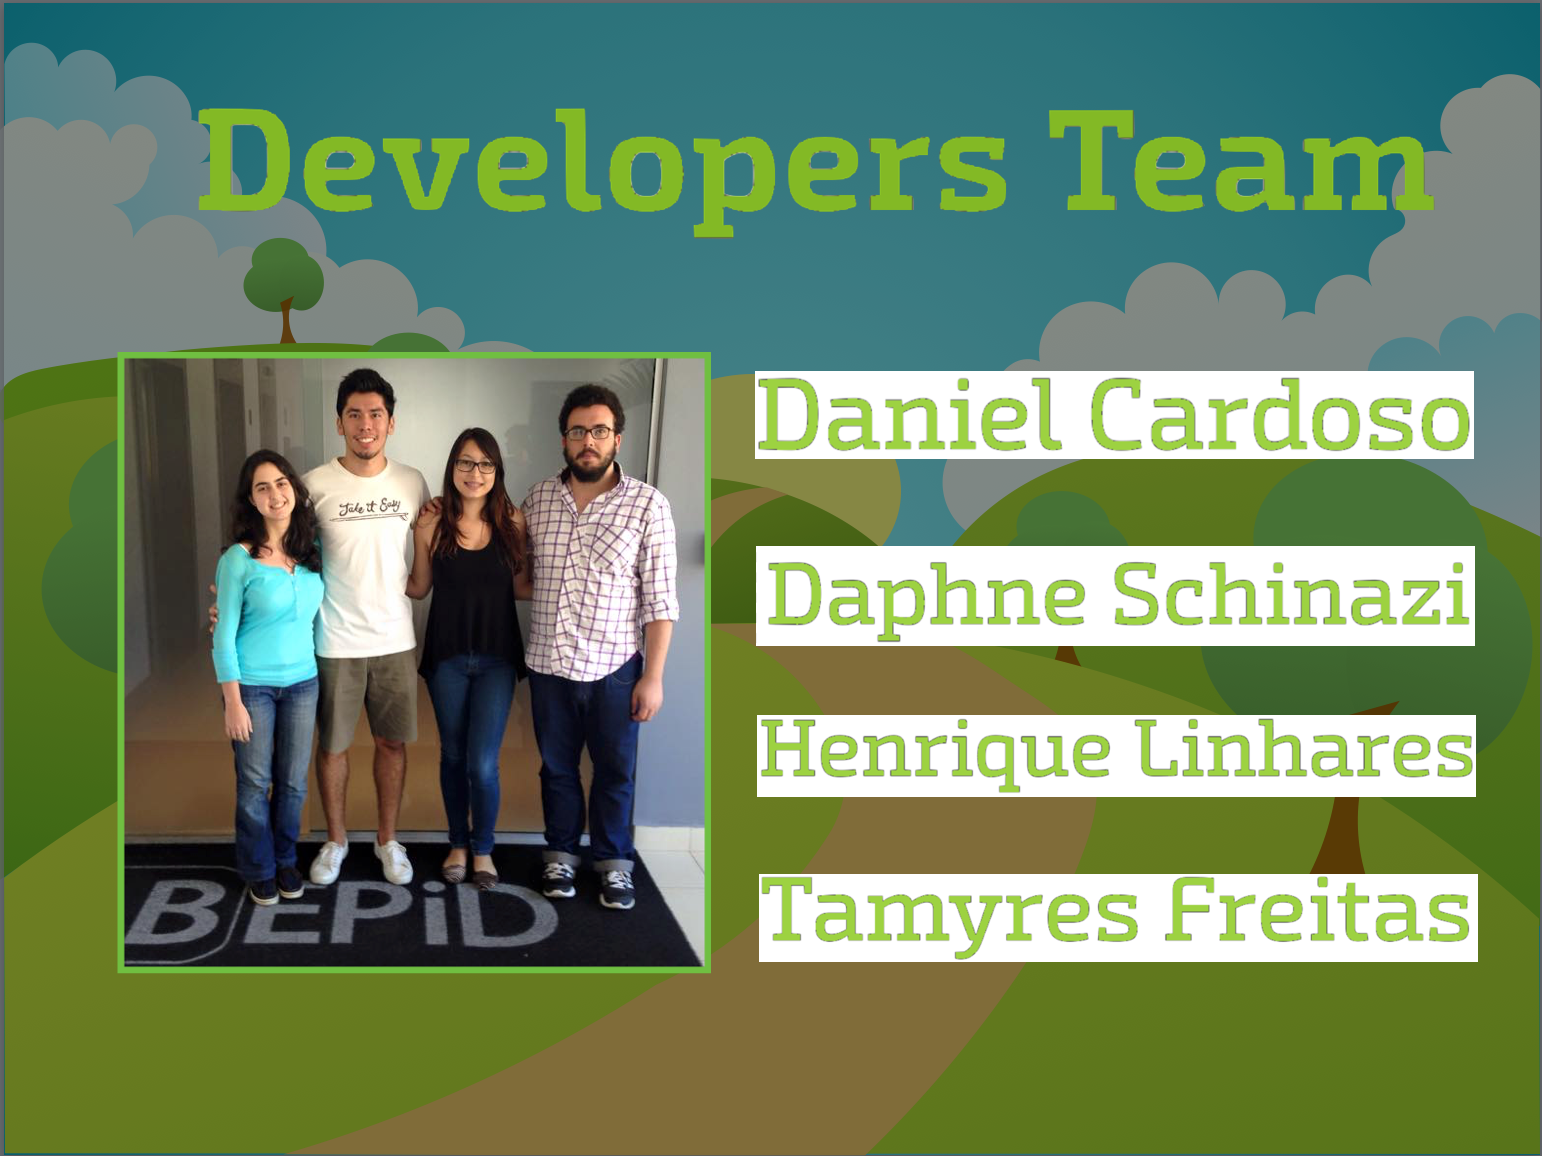 Developers Team
Take it Easy
BEPiD
Daniel Cardoso
Daphne Schinazi
Henrique Linhares
Tamyres Freitas